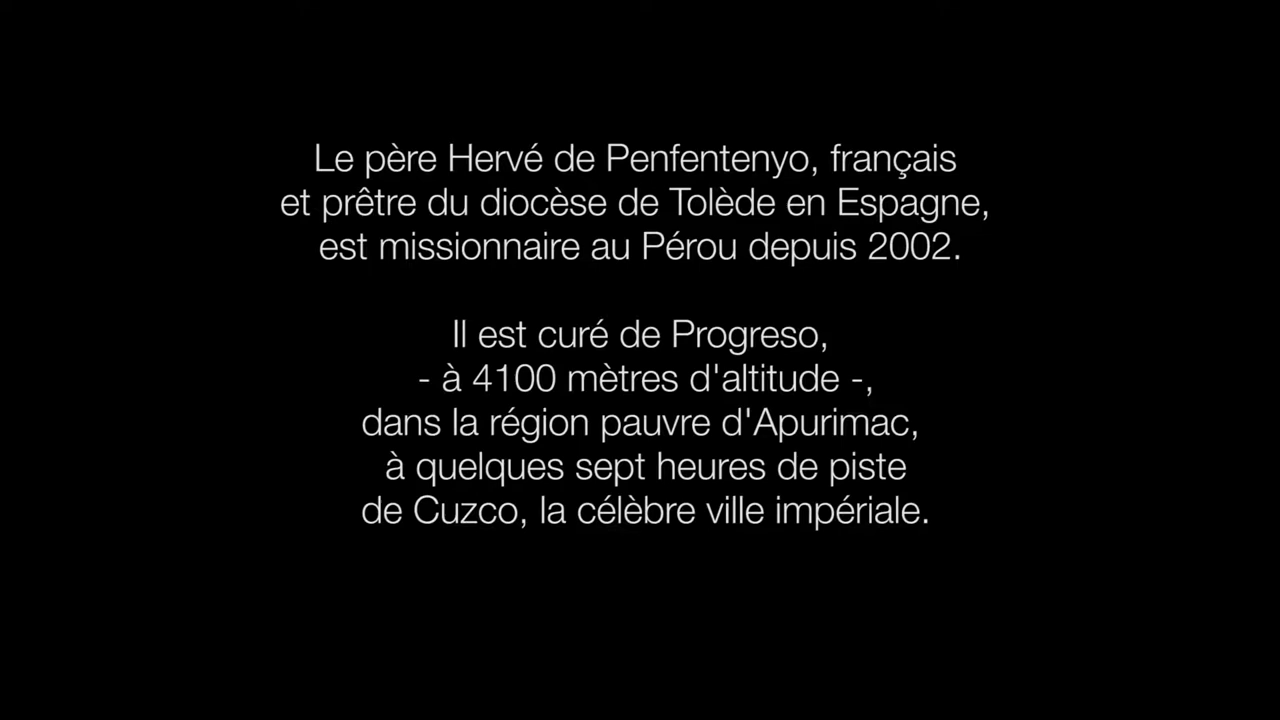 Le père Hervé de Penfentenyo, français
et prêtre du diocèse de Tolède en Espagne,
est missionnaire au Pérou depuis 2002.
Il est curé de Progreso,
- à 4100 mètres d'altitude -,
dans la région pauvre d'Apurimac,
à quelques sept heures de piste
de Cuzco, la célèbre ville impériale.